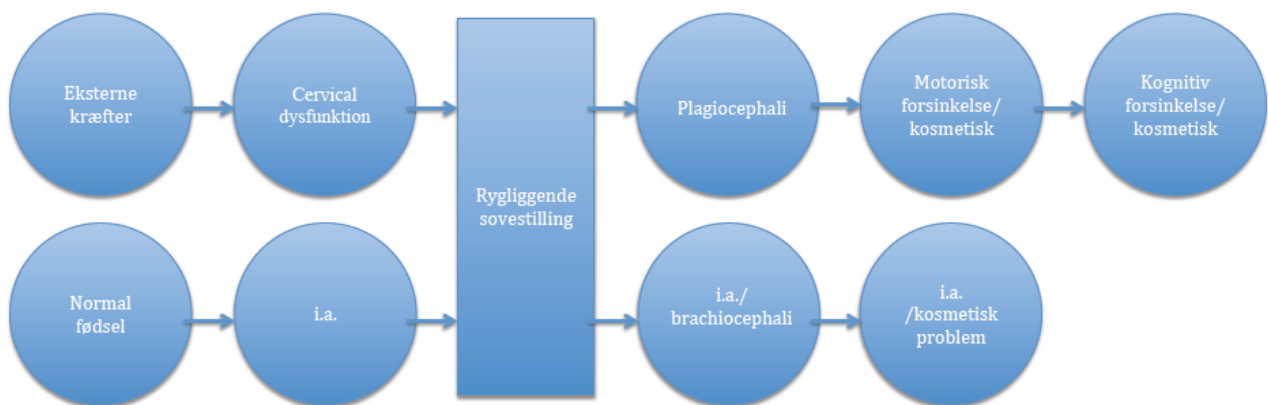 Eksterne
kræfter
Cervical
dysfunktion
Rygliggende
sovestilling
Plagiocephali
Motorisk
forsinkelse/
kosmetisk
Kognitiv
forsinkelse/
kosmetisk
Normal
fødsel
i.a.
i.a./
brachiocephali
i.a.
/kosmetisk
problem